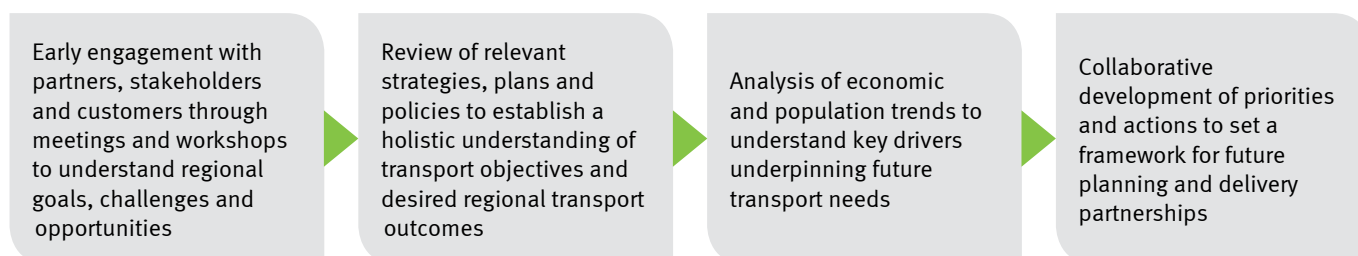 Early engagement with
partners, stakeholders
and customers through
meetings and workshops
to understand regional
goals, challenges and
opportunities
Review of relevant
strategies, plans and
policies to establish a
holistic understanding of
transport objectives and
desired regional transport
outcomes
Analysis of economic
and population trends to
understand key drivers
underpinning future
transport needs
Collaborative
development of priorities
and actions to set a
framework for future
planning and delivery
partnerships